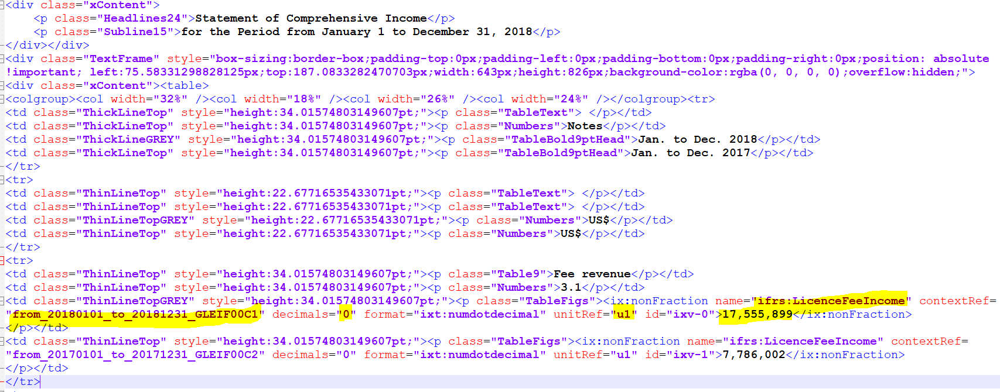 <div class="xContent">
<p class="Headlines24">Statement of Comprehensive Income</p>
<p class="Subline15">for the Period from January 1 to December 31, 2018</p>
</div></div>
<div class="TextFrame" style="box-sizing:border-box;padding-top:0px;padding-left:0px;padding-bottom:0px;padding-right:0px;position: absolute
!important; left:75.58331298828125px;top:187.0833282470703px;width:643px;height:826px;background-color:rgba(0, 0, 0, 0);overflow:hidden;">
<div class="xContent"><table>
<colgroup><col width="32%" /><col width="18%" /><col width="26%" /><col width="24%" /></colgroup><tr>
<td class="ThickLineTop" style="height:34.01574803149607pt;"><p class="TableText"> </p></td>
<td class="ThickLineTop" style="height:34.01574803149607pt;"><p class="Numbers">Notes</p></td>
<td class="ThickLineGREY" style="height:34.01574803149607pt;"><p class="TableBold9ptHead">Jan. to Dec. 2018</p></td>
<td class="ThickLineTop" style="height:34.01574803149607pt;"><p class="TableBold9ptHead">Jan. to Dec. 2017</p></td>
</tr>
<tr>
<td class="ThinLineTop" style="height:22.67716535433071pt;"><p class="TableText"> </p></td>
<td class="ThinLineTop" style="height:22.67716535433071pt;"><p class="TableText"> </p></td>
<td class="ThinLineTopGREY" style="height:22.67716535433071pt;"><p class="Numbers">US$</p></td>
<td class="ThinLineTop" style="height:22.67716535433071pt;"><p class="Numbers">US$</p></td>
</tr>
<tr>
<td class="ThinLineTop" style="height:34.01574803149607pt;"><p class="Table9">Fee revenue</p></td>
<td class="ThinLineTop" style="height:34.01574803149607pt;"><p class="Numbers">3.1</p></td>
<td class="ThinLineTopGREY" style="height:34.01574803149607pt;"><p class="TableFigs"><ix:nonFraction name="ifrs:LicenceFeeIncome" contextRef=
"from_20180101_to_20181231_GLEIF00C1" decimals="0" format="ixt:numdotdecimal" unitRef="u1" id="ixv-0">17,555,899</ix:nonFraction>
</p></td>
<td class="ThinLineTop" style="height:34.01574803149607pt;"><p class="TableFigs"><ix:nonFraction name="ifrs:LicenceFeeIncome" contextRef=
"from_20170101_to_20171231_GLEIF00C2" decimals="0" format="ixt:numdotdecimal" unitRef="u1" id="ixv-1">7,786,002</ix:nonFraction>
</p></td>
</tr>